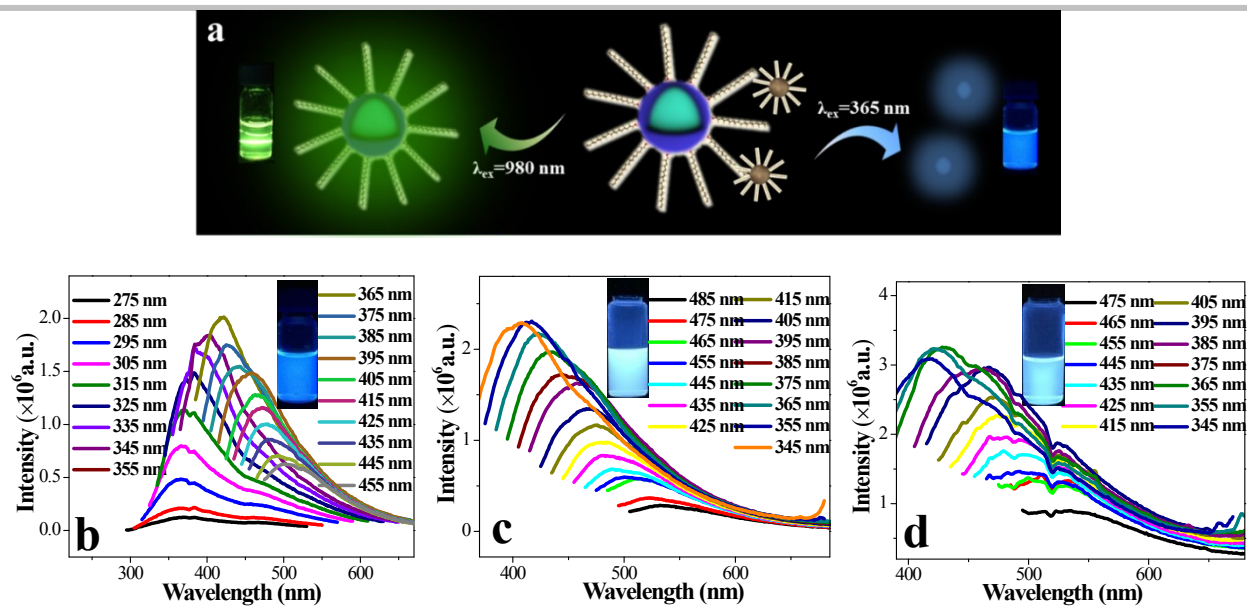 a
λex=980 nm
λex=365 nm
Intensity (×10⁶a.u.)
2.0
1.5
1.0
0.5
0.0
275 nm
285 nm
295 nm
305 nm
315 nm
325 nm
335 nm
345 nm
355 nm
365 nm
375 nm
385 nm
395 nm
405 nm
415 nm
425 nm
435 nm
445 nm
455 nm
b
300 400 500 600
Wavelength (nm)
Intensity (×10⁶a.u.)
2
1
0
485 nm
475 nm
465 nm
455 nm
445 nm
435 nm
425 nm
415 nm
405 nm
395 nm
385 nm
375 nm
365 nm
355 nm
345 nm
c
400 500 600
Wavelength (nm)
Intensity (×10⁶a.u.)
4
3
2
1
475 nm
465 nm
455 nm
445 nm
435 nm
425 nm
415 nm
405 nm
395 nm
385 nm
375 nm
365 nm
355 nm
345 nm
d
400 500 600
Wavelength (nm)